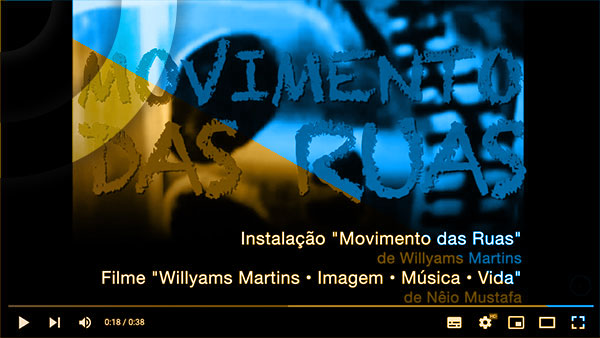 MOVIMENTO
DAS RUAS
Instalação "Movimento das Ruas"
de Willyams Martins
Filme "Willyams Martins • Imagem • Música • Vida"
de Nêio Mustafa
0:18 / 0:38
HD